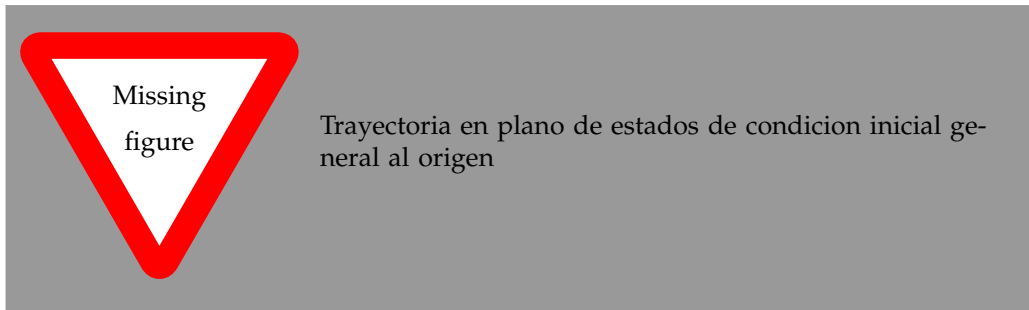 Missing
figure
Trayectoria en plano de estados de condicion inicial ge-
neral al origen